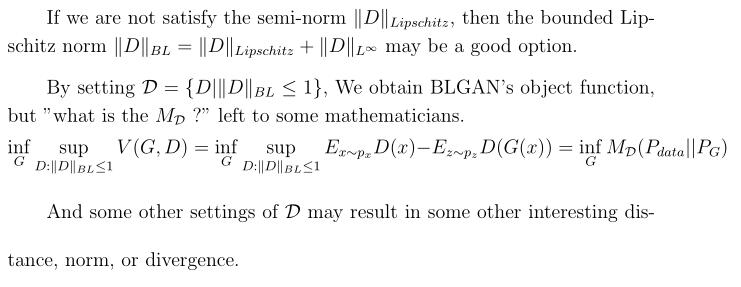 If we are not satisfy the semi-norm ‖D‖_{Lipschitz}, then the bounded Lip-
schitz norm ‖D‖_{BL} = ‖D‖_{Lipschitz} + ‖D‖_{L^∞} may be a good option.
By setting 𝒟 = {D|‖D‖_{BL} ≤ 1}, We obtain BLGAN's object function,
but "what is the M_𝒟 ?" left to some mathematicians.
inf_G sup_{D:‖D‖_{BL}≤1} V(G, D) = inf_G sup_{D:‖D‖_{BL}≤1} E_{x∼p_x}D(x)−E_{z∼p_z}D(G(x)) = inf_G M_𝒟(P_{data}||P_G)
And some other settings of 𝒟 may result in some other interesting dis-
tance, norm, or divergence.